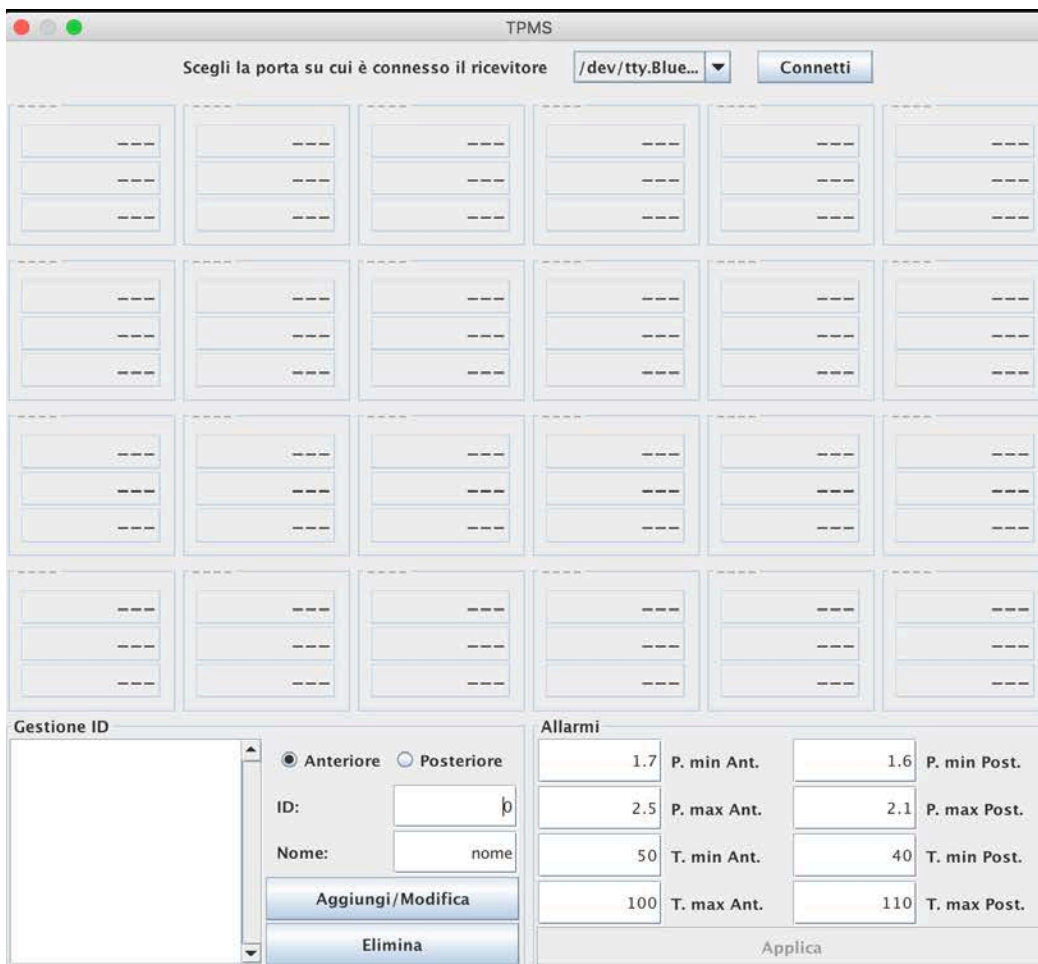 TPMS
Scegli la porta su cui è connesso il ricevitore /dev/tty.Blue... Connetti
---- ---- ---- ---- ---- ----
--- --- --- --- --- ---
--- --- --- --- --- ---
--- --- --- --- --- ---
---- ---- ---- ---- ---- ----
--- --- --- --- --- ---
--- --- --- --- --- ---
--- --- --- --- --- ---
---- ---- ---- ---- ---- ----
--- --- --- --- --- ---
--- --- --- --- --- ---
--- --- --- --- --- ---
---- ---- ---- ---- ---- ----
--- --- --- --- --- ---
--- --- --- --- --- ---
--- --- --- --- --- ---
Gestione ID
Anteriore Posteriore
ID: 0
Nome: nome
Aggiungi/Modifica
Elimina
Allarmi
1.7 P. min Ant. 1.6 P. min Post.
2.5 P. max Ant. 2.1 P. max Post.
50 T. min Ant. 40 T. min Post.
100 T. max Ant. 110 T. max Post.
Applica